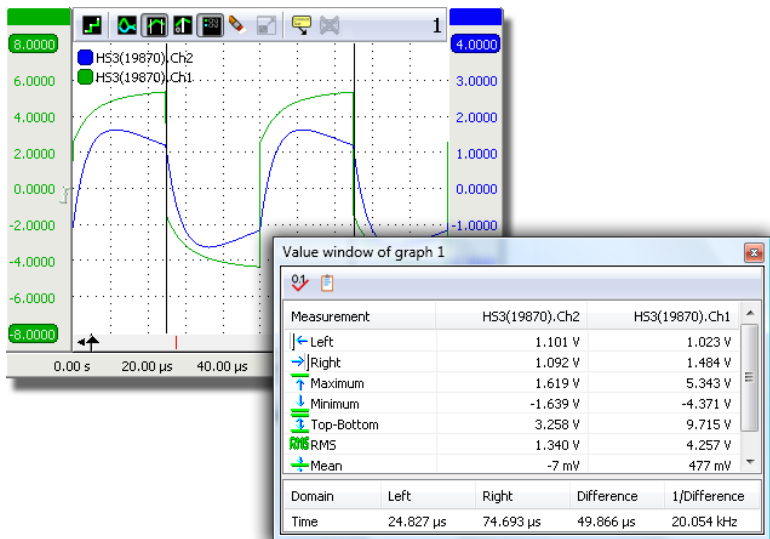 1
8.0000
6.0000
4.0000
2.0000
0.0000
-2.0000
-4.0000
-6.0000
-8.0000
HS3(19870).Ch2
HS3(19870).Ch1
4.0000
3.0000
2.0000
1.0000
0.0000
-1.0000
0.00 s 20.00 µs 40.00 µs
Value window of graph 1
Measurement HS3(19870).Ch2 HS3(19870).Ch1
Left 1.101 V 1.023 V
Right 1.092 V 1.484 V
Maximum 1.619 V 5.343 V
Minimum -1.639 V -4.371 V
Top-Bottom 3.258 V 9.715 V
RMS RMS 1.340 V 4.257 V
Mean -7 mV 477 mV
Domain Left Right Difference 1/Difference
Time 24.827 µs 74.693 µs 49.866 µs 20.054 kHz